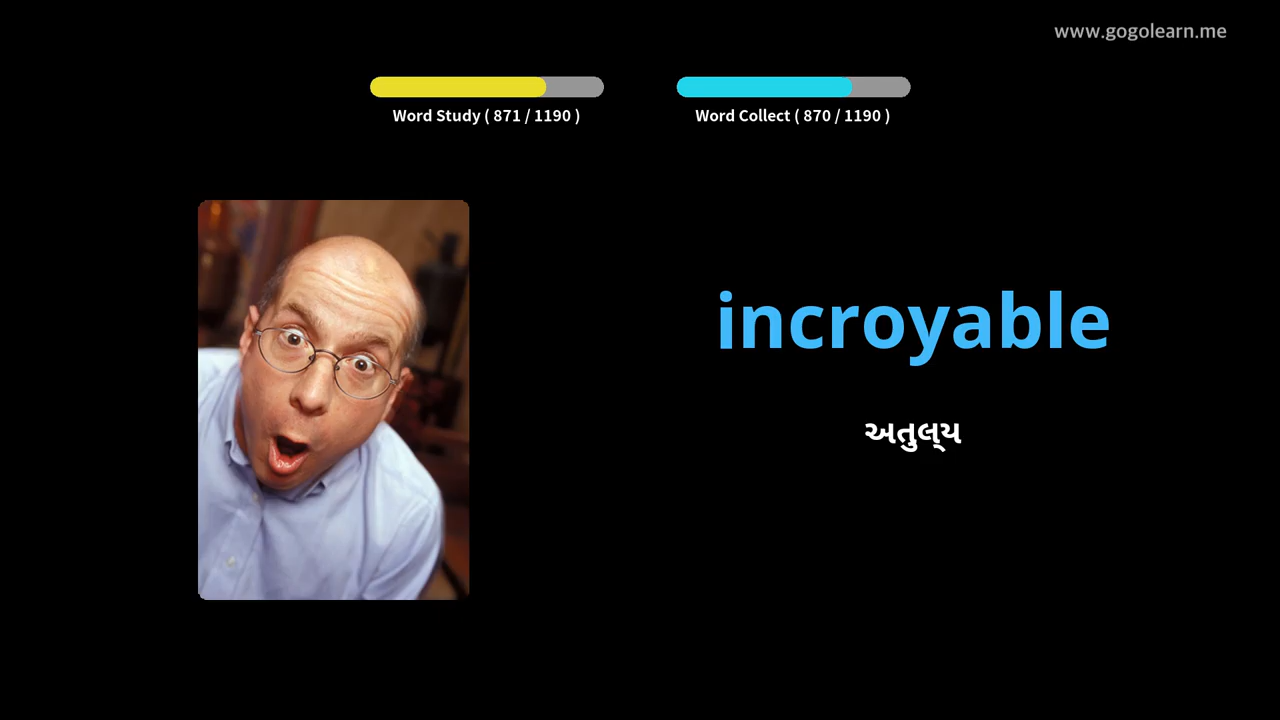 www.gogolearn.me
Word Study ( 871 / 1190 )
Word Collect ( 870 / 1190 )
incroyable
અતુલ્ય